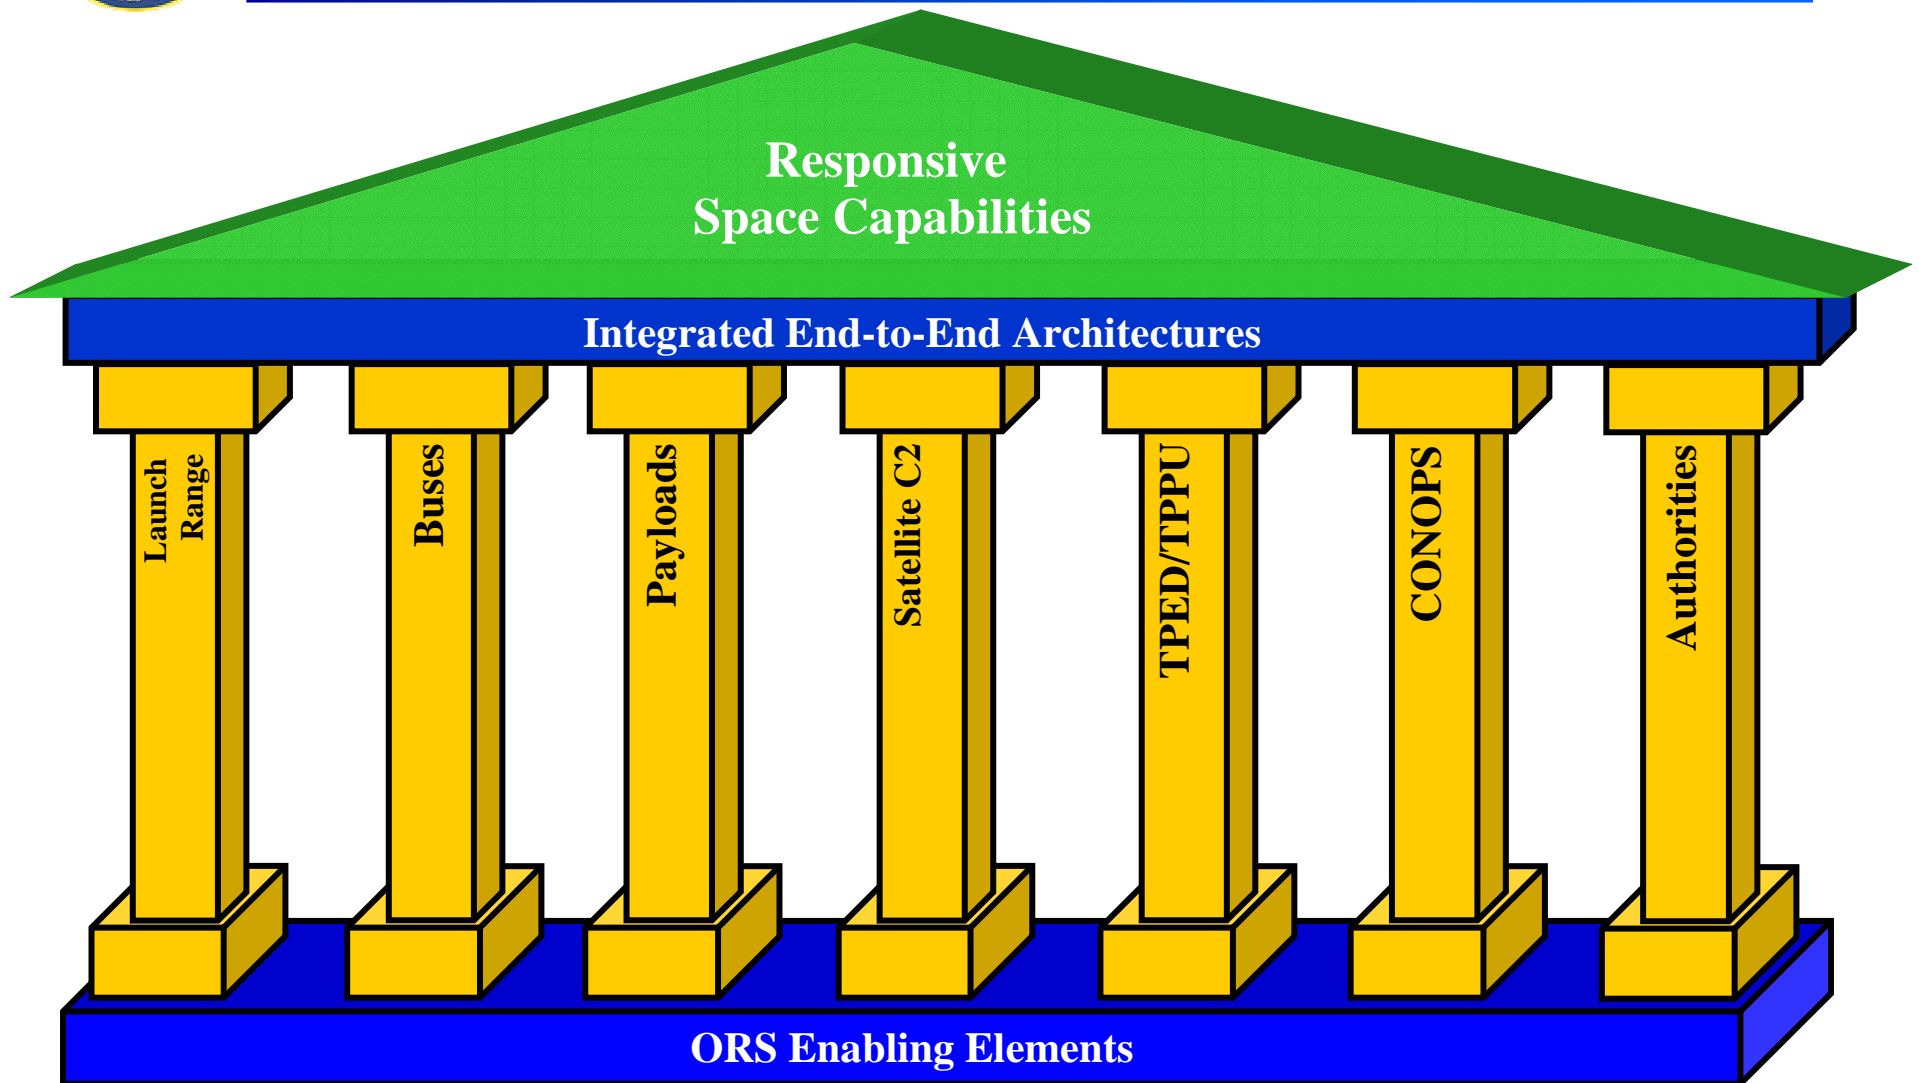 Responsive
Space Capabilities
Integrated End-to-End Architectures
Launch
Range
Buses
Payloads
Satellite C2
TPED/TPPU
CONOPS
Authorities
ORS Enabling Elements